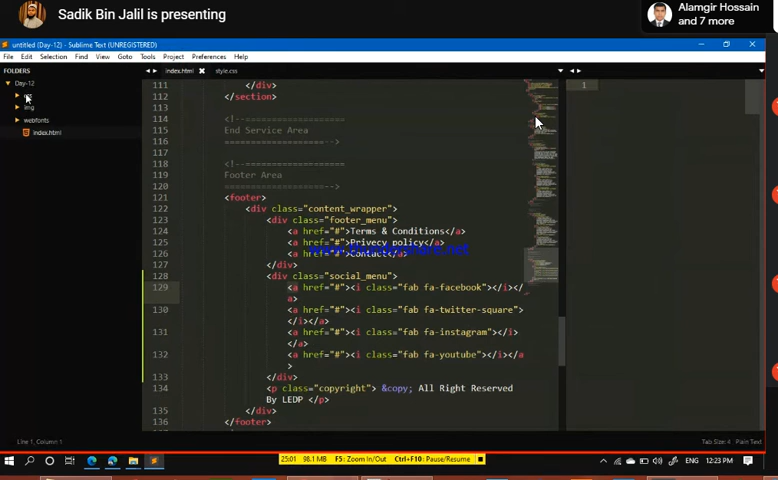 Sadik Bin Jalil is presenting
Alamgir Hossain
and 7 more
untitled (Day-12) - Sublime Text (UNREGISTERED)
File Edit Selection Find View Goto Tools Project Preferences Help
FOLDERS
Day-12
css
img
webfonts
index.html
index.html style.css
111 </div>
112 </section>
113
114 <!--====================
115 End Service Area
116 ===================-->
117
118 <!--====================
119 Footer Area
120 ===================-->
121 <footer>
122 <div class="content_wrapper">
123 <div class="footer_menu">
124 <a href="#">Terms & Conditions</a>
125 <a href="#">Privecy policy</a>
126 <a href="#">Contact</a>
127 </div>
128 <div class="social_menu">
129 <a href="#"><i class="fab fa-facebook"></i></
a>
130 <a href="#"><i class="fab fa-twitter-square">
</i></a>
131 <a href="#"><i class="fab fa-instagram"></i>
</a>
132 <a href="#"><i class="fab fa-youtube"></i></a
>
133 </div>
134 <p class="copyright"> &copy; All Right Reserved
By LEDP </p>
135 </div>
136 </footer>
1
Line 1, Column 1
Tab Size: 4 Plain Text
25:01 98.1 MB F5: Zoom In/Out Ctrl+F10: Pause/Resume
ENG 12:23 PM